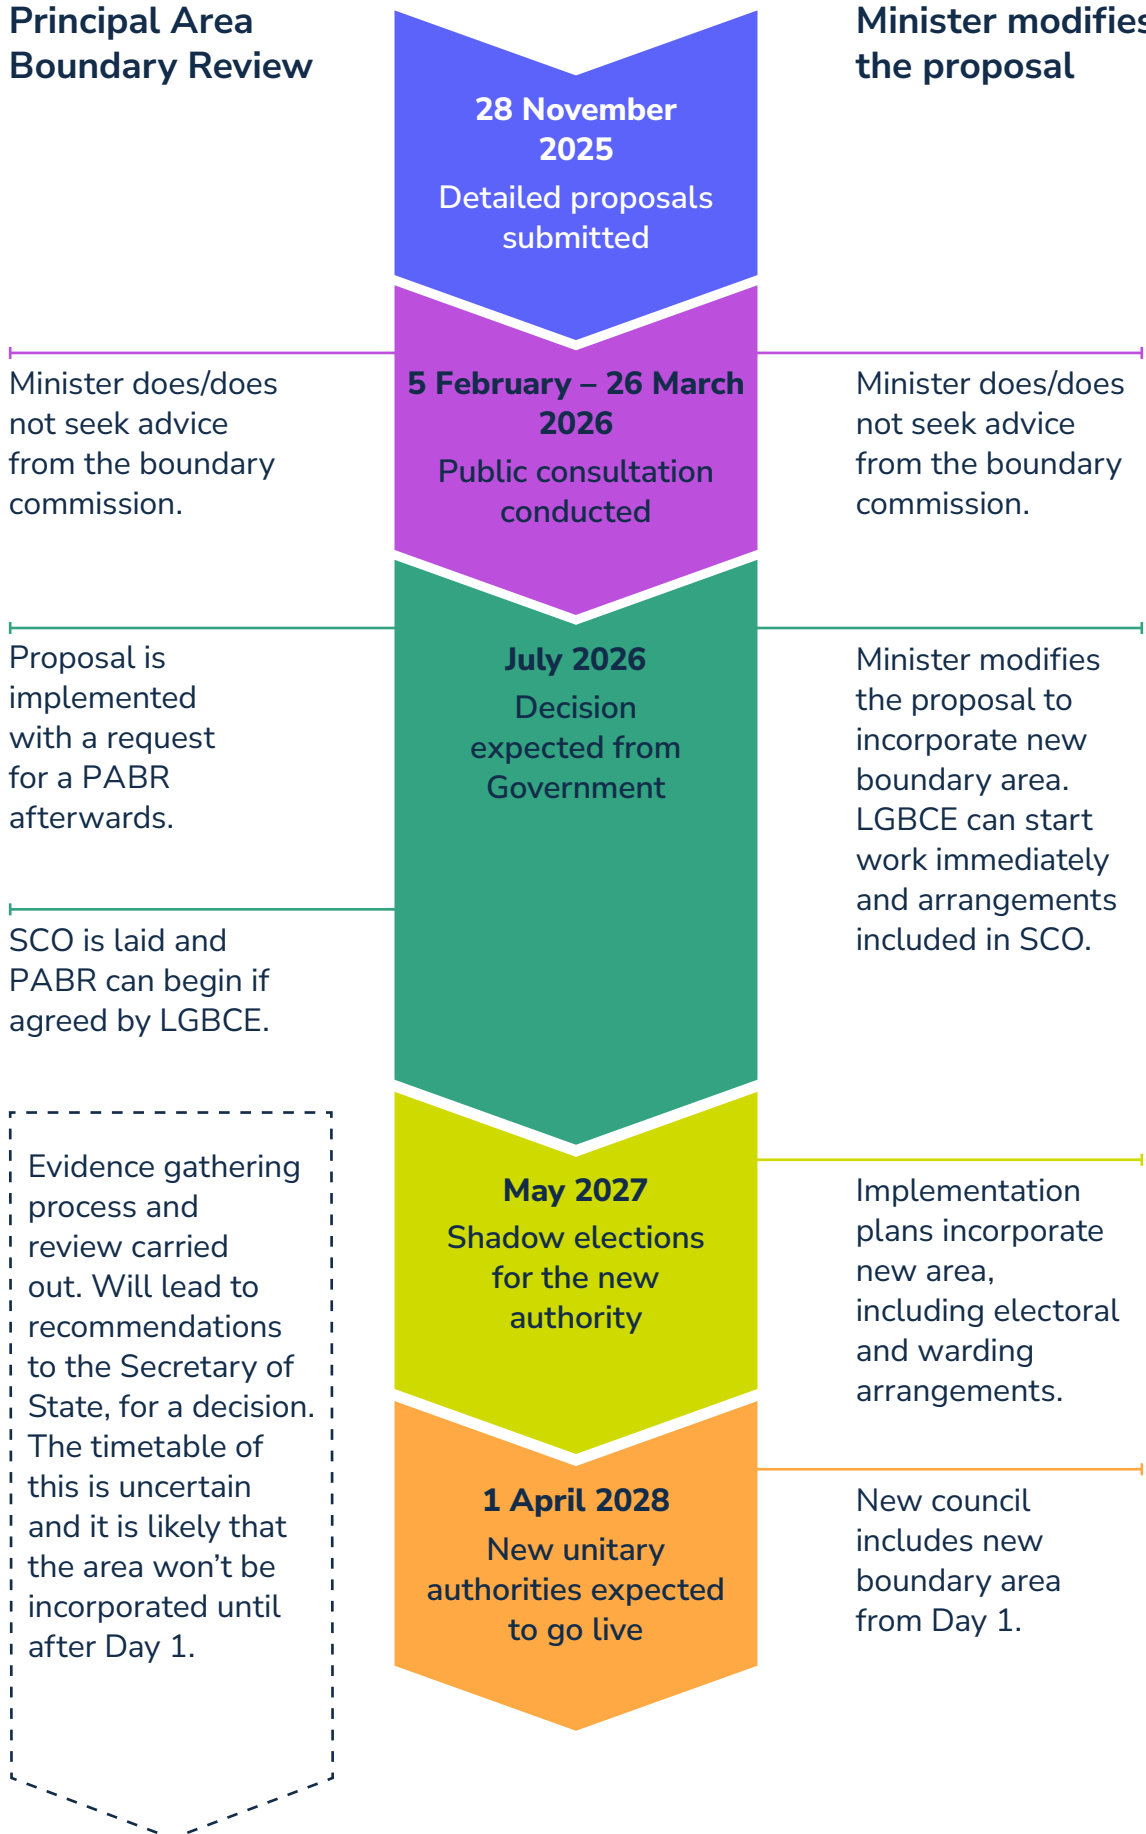 Principal Area
Boundary Review
Minister modifies
the proposal
28 November
2025
Detailed proposals
submitted
Minister does/does
not seek advice
from the boundary
commission.
5 February – 26 March
2026
Public consultation
conducted
Minister does/does
not seek advice
from the boundary
commission.
Proposal is
implemented
with a request
for a PABR
afterwards.
SCO is laid and
PABR can begin if
agreed by LGBCE.
July 2026
Decision
expected from
Government
Minister modifies
the proposal to
incorporate new
boundary area.
LGBCE can start
work immediately
and arrangements
included in SCO.
Evidence gathering
process and
review carried
out. Will lead to
recommendations
to the Secretary of
State, for a decision.
The timetable of
this is uncertain
and it is likely that
the area won’t be
incorporated until
after Day 1.
May 2027
Shadow elections
for the new
authority
Implementation
plans incorporate
new area,
including electoral
and warding
arrangements.
1 April 2028
New unitary
authorities expected
to go live
New council
includes new
boundary area
from Day 1.